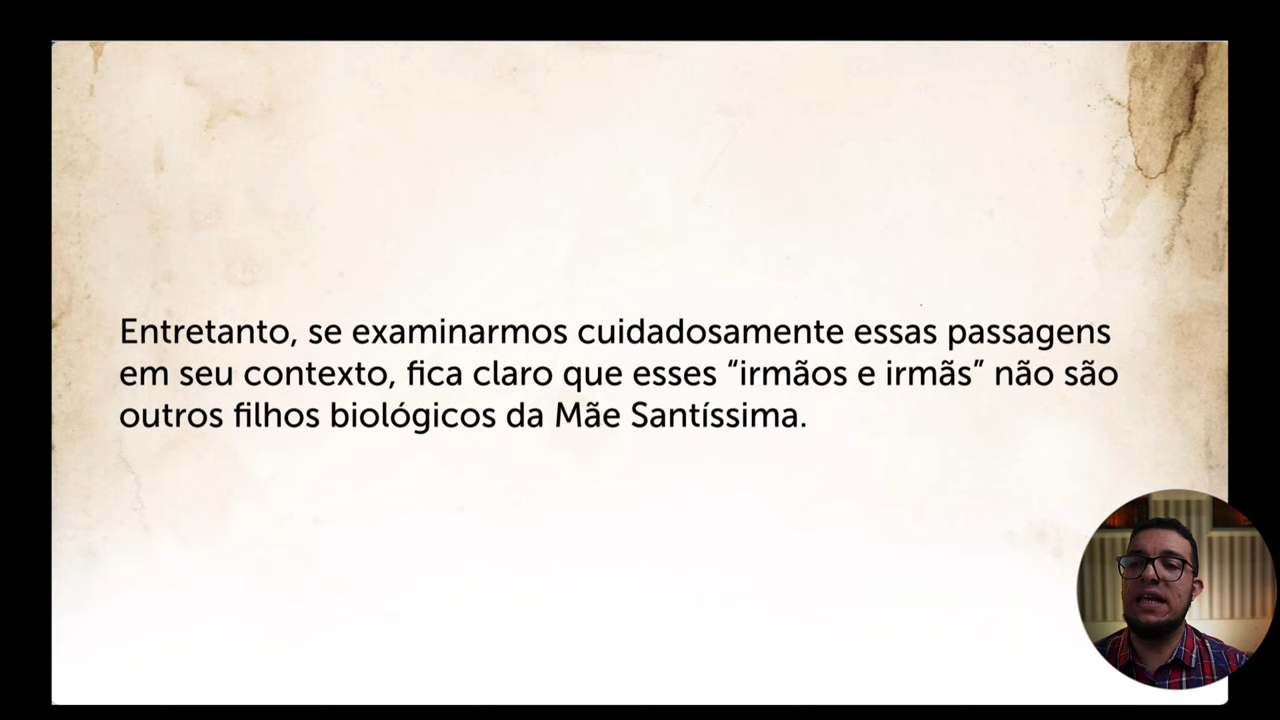 Entretanto, se examinarmos cuidadosamente essas passagens
em seu contexto, fica claro que esses “irmãos e irmãs” não são
outros filhos biológicos da Mãe Santíssima.